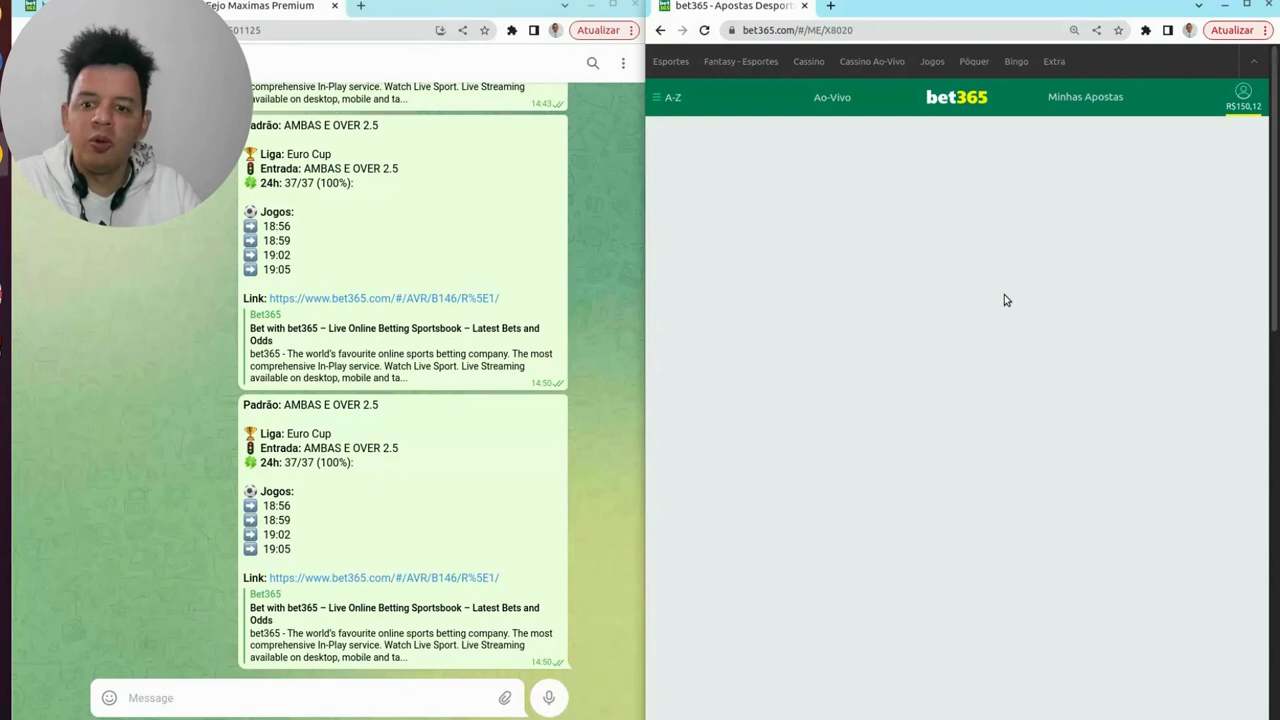 Fejo Maximas Premium
601125
Atualizar
comprehensive In-Play service. Watch Live Sport. Live Streaming
available on desktop, mobile and ta...
14:43
Padrão: AMBAS E OVER 2.5
🏆 Liga: Euro Cup
🚦 Entrada: AMBAS E OVER 2.5
🍀 24h: 37/37 (100%):
⚽ Jogos:
➡️ 18:56
➡️ 18:59
➡️ 19:02
➡️ 19:05
Link: https://www.bet365.com/#/AVR/B146/R%5E1/
Bet365
Bet with bet365 – Live Online Betting Sportsbook – Latest Bets and
Odds
bet365 - The world's favourite online sports betting company. The most
comprehensive In-Play service. Watch Live Sport. Live Streaming
available on desktop, mobile and ta...
14:50
Padrão: AMBAS E OVER 2.5
🏆 Liga: Euro Cup
🚦 Entrada: AMBAS E OVER 2.5
🍀 24h: 37/37 (100%):
⚽ Jogos:
➡️ 18:56
➡️ 18:59
➡️ 19:02
➡️ 19:05
Link: https://www.bet365.com/#/AVR/B146/R%5E1/
Bet365
Bet with bet365 – Live Online Betting Sportsbook – Latest Bets and
Odds
bet365 - The world's favourite online sports betting company. The most
comprehensive In-Play service. Watch Live Sport. Live Streaming
available on desktop, mobile and ta...
14:50
Message
bet365 - Apostas Desport
bet365.com/#/ME/X8020
Atualizar
Esportes Fantasy - Esportes Cassino Cassino Ao-Vivo Jogos Pôquer Bingo Extra
A-Z Ao-Vivo bet365 Minhas Apostas
R$150,12